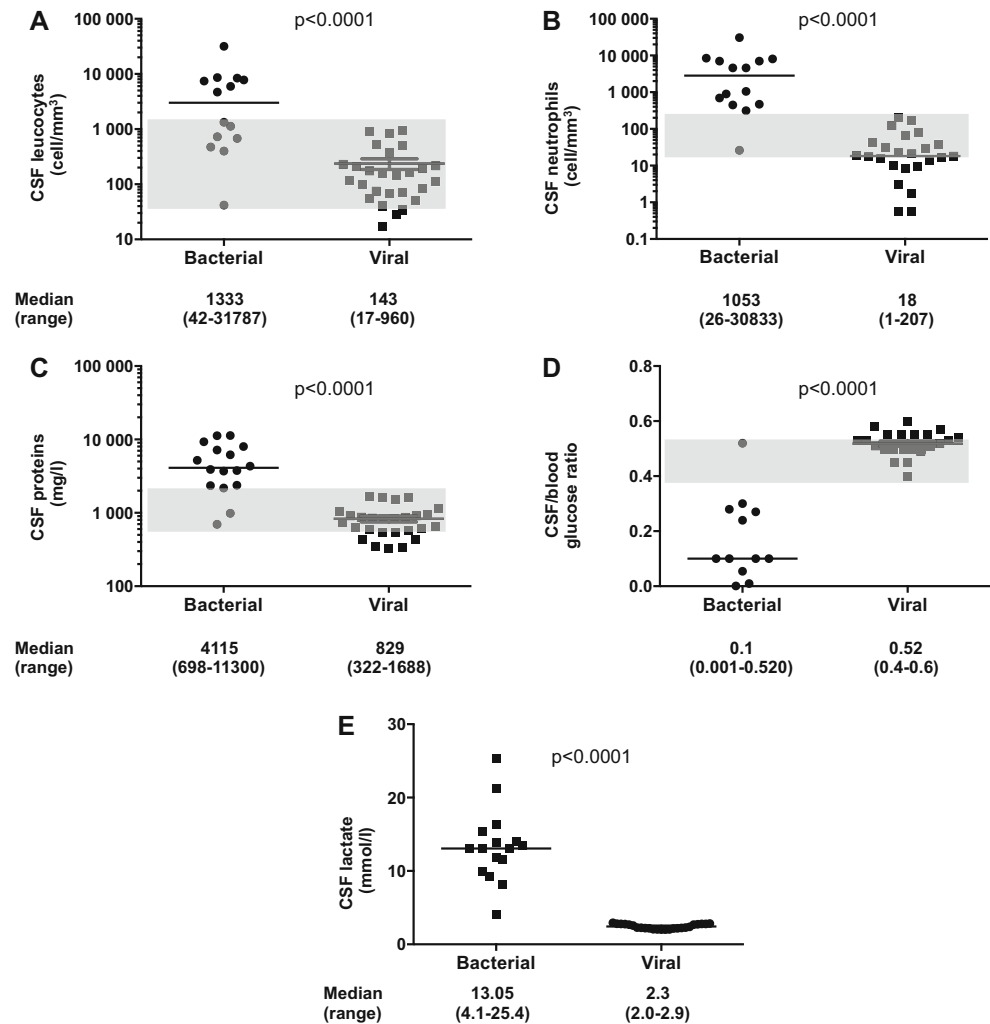 A
p<0.0001
CSF leucocytes
(cell/mm³)
100 000
10 000
1 000
100
10
Bacterial Viral
Median 1333 143
(range) (42-31787) (17-960)
B
p<0.0001
CSF neutrophils
(cell/mm³)
100 000
10 000
1 000
100
10
1
0.1
Bacterial Viral
1053 18
(26-30833) (1-207)
C
p<0.0001
CSF proteins
(mg/l)
100 000
10 000
1 000
100
Bacterial Viral
Median 4115 829
(range) (698-11300) (322-1688)
D
p<0.0001
CSF/blood
glucose ratio
0.8
0.6
0.4
0.2
0.0
Bacterial Viral
0.1 0.52
(0.001-0.520) (0.4-0.6)
E
p<0.0001
CSF lactate
(mmol/l)
30
20
10
0
Bacterial Viral
Median 13.05 2.3
(range) (4.1-25.4) (2.0-2.9)